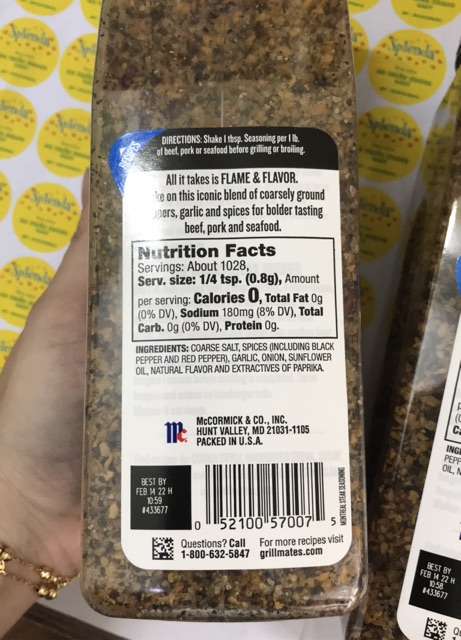 DIRECTIONS: Shake 1 tbsp. Seasoning per 1 lb.
of beef, pork or seafood before grilling or broiling.
All it takes is FLAME & FLAVOR.
on this iconic blend of coarsely ground
garlic and spices for bolder tasting
beef, pork and seafood.
Nutrition Facts
Servings: About 1028,
Serv. size: 1/4 tsp. (0.8g), Amount
per serving: Calories 0, Total Fat 0g
(0% DV), Sodium 180mg (8% DV), Total
Carb. 0g (0% DV), Protein 0g.
INGREDIENTS: COARSE SALT, SPICES (INCLUDING BLACK
PEPPER AND RED PEPPER), GARLIC, ONION, SUNFLOWER
OIL, NATURAL FLAVOR AND EXTRACTIVES OF PAPRIKA.
McCORMICK & CO., INC.
HUNT VALLEY, MD 21031-1105
PACKED IN U.S.A.
BEST BY
FEB 14 22 H
10:59
#433677
0 52100 57007 5
MONTREAL STEAK SEASONING
Questions? Call
1-800-632-5847
For more recipes visit
grillmates.com
BEST BY
FEB 14 22 H
10:58
#433677
Splenda
Splenda
Splenda
Splenda
Splenda